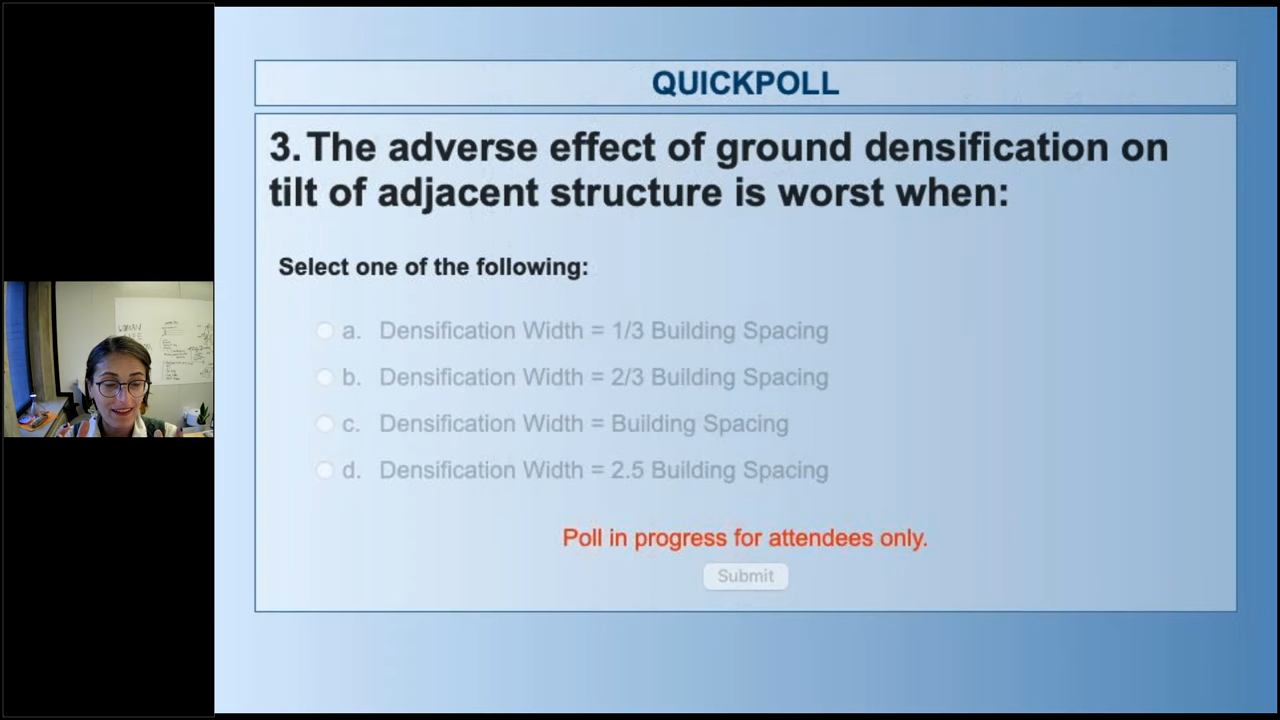 QUICKPOLL
3. The adverse effect of ground densification on
tilt of adjacent structure is worst when:
Select one of the following:
a. Densification Width = 1/3 Building Spacing
b. Densification Width = 2/3 Building Spacing
c. Densification Width = Building Spacing
d. Densification Width = 2.5 Building Spacing
Poll in progress for attendees only.
Submit